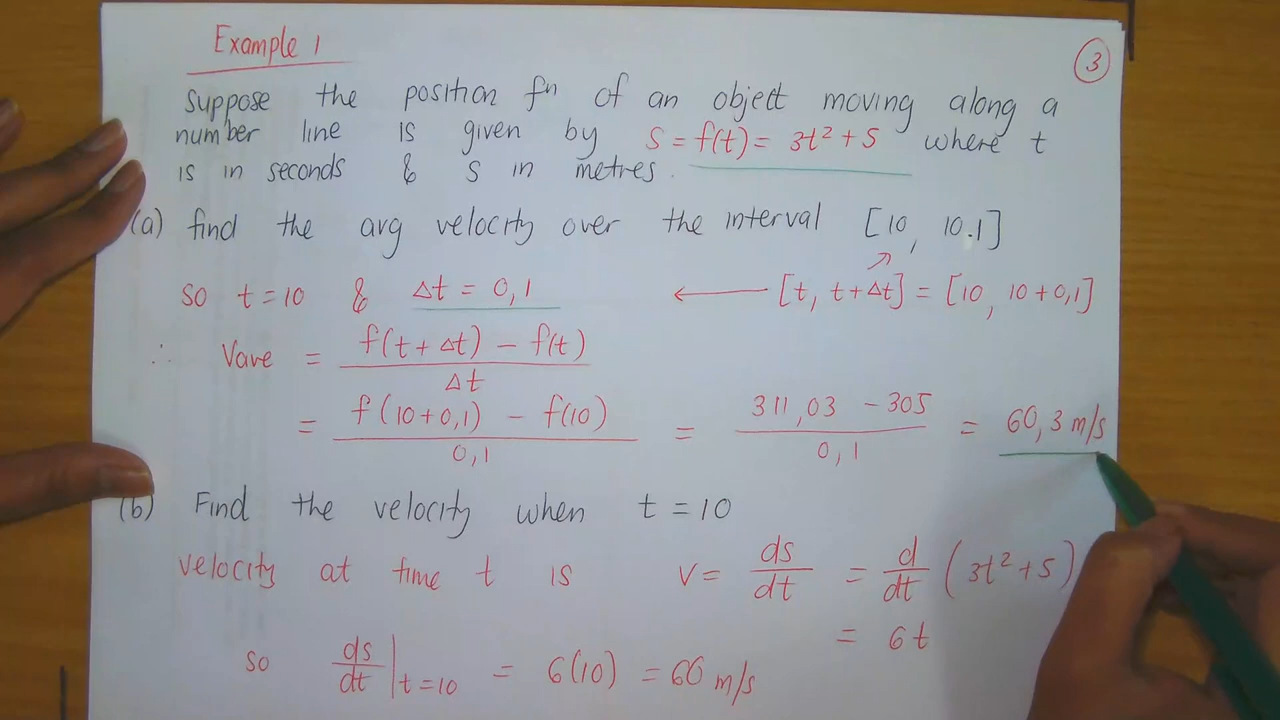 Example 1
3
Suppose the position fⁿ of an object moving along a
number line is given by s = f(t) = 3t² + 5 where t
is in seconds & s in metres.
(a) find the avg velocity over the interval [10, 10.1]
so t = 10 & Δt = 0,1 ← [t, t+Δt] = [10, 10+0,1]
∴ Vave = f(t+Δt) − f(t) / Δt
= f(10+0,1) − f(10) / 0,1 = 311,03 − 305 / 0,1 = 60,3 m/s
(b) Find the velocity when t = 10
velocity at time t is v = ds/dt = d/dt (3t² + 5)
= 6t
so ds/dt |t=10 = 6(10) = 60 m/s